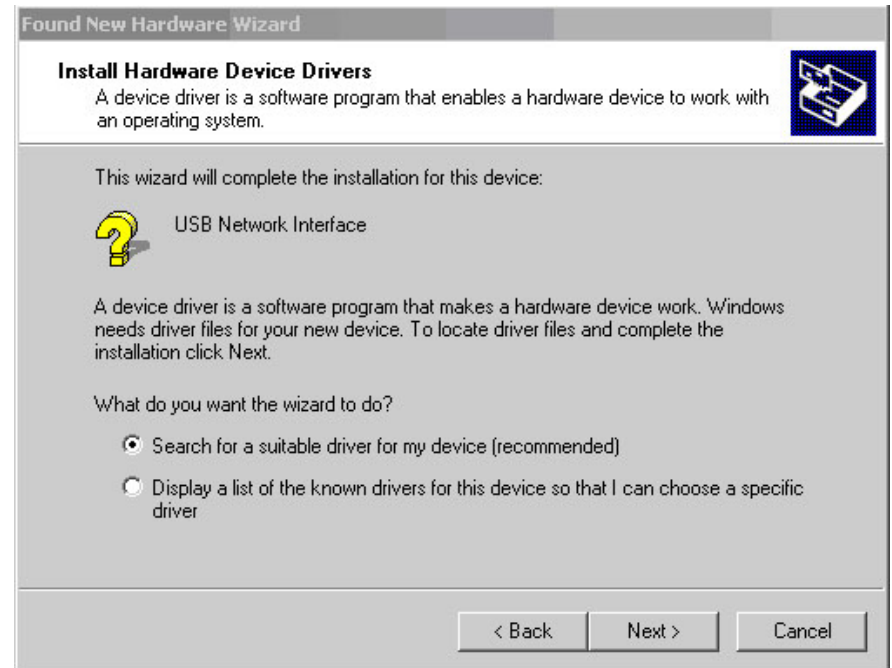 Found New Hardware Wizard
Install Hardware Device Drivers
A device driver is a software program that enables a hardware device to work with
an operating system.
This wizard will complete the installation for this device:
USB Network Interface
A device driver is a software program that makes a hardware device work. Windows
needs driver files for your new device. To locate driver files and complete the
installation click Next.
What do you want the wizard to do?
Search for a suitable driver for my device (recommended)
Display a list of the known drivers for this device so that I can choose a specific
driver
< Back
Next >
Cancel